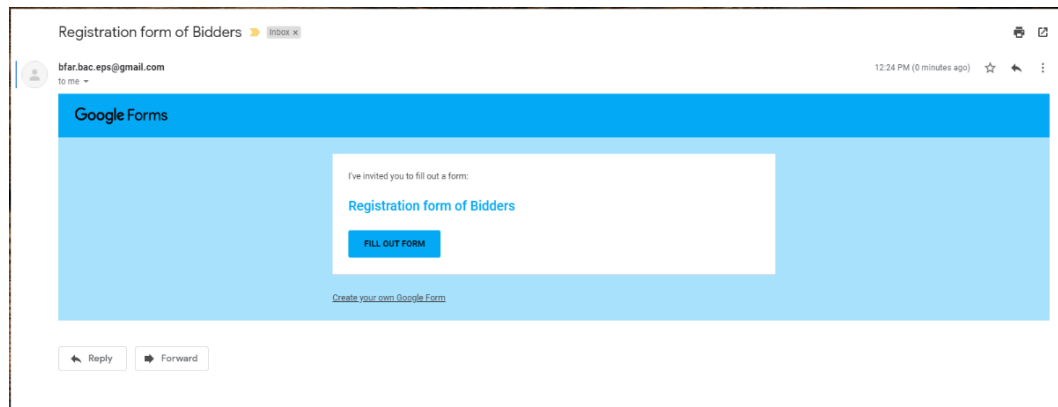 Registration form of Bidders Inbox x
bfar.bac.eps@gmail.com 12:24 PM (0 minutes ago)
to me
Google Forms
I've invited you to fill out a form:
Registration form of Bidders
FILL OUT FORM
Create your own Google Form
Reply Forward